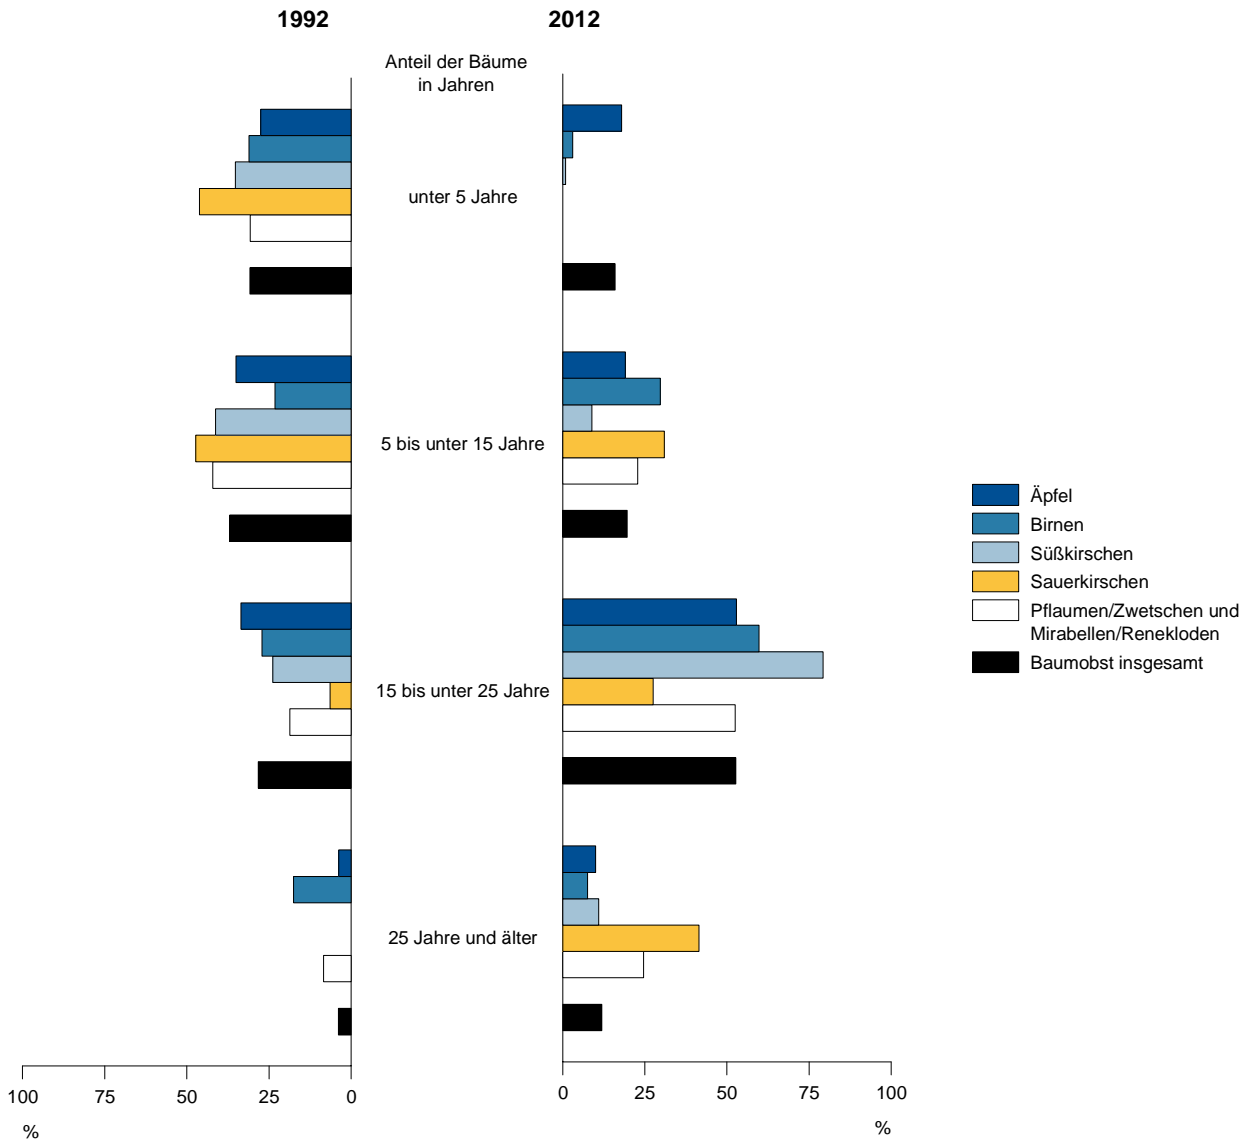 1992
2012
Anteil der Bäume
in Jahren
unter 5 Jahre
5 bis unter 15 Jahre
15 bis unter 25 Jahre
25 Jahre und älter
Äpfel
Birnen
Süßkirschen
Sauerkirschen
Pflaumen/Zwetschen und
Mirabellen/Renekloden
Baumobst insgesamt
100 75 50 25 0
%
0 25 50 75 100
%